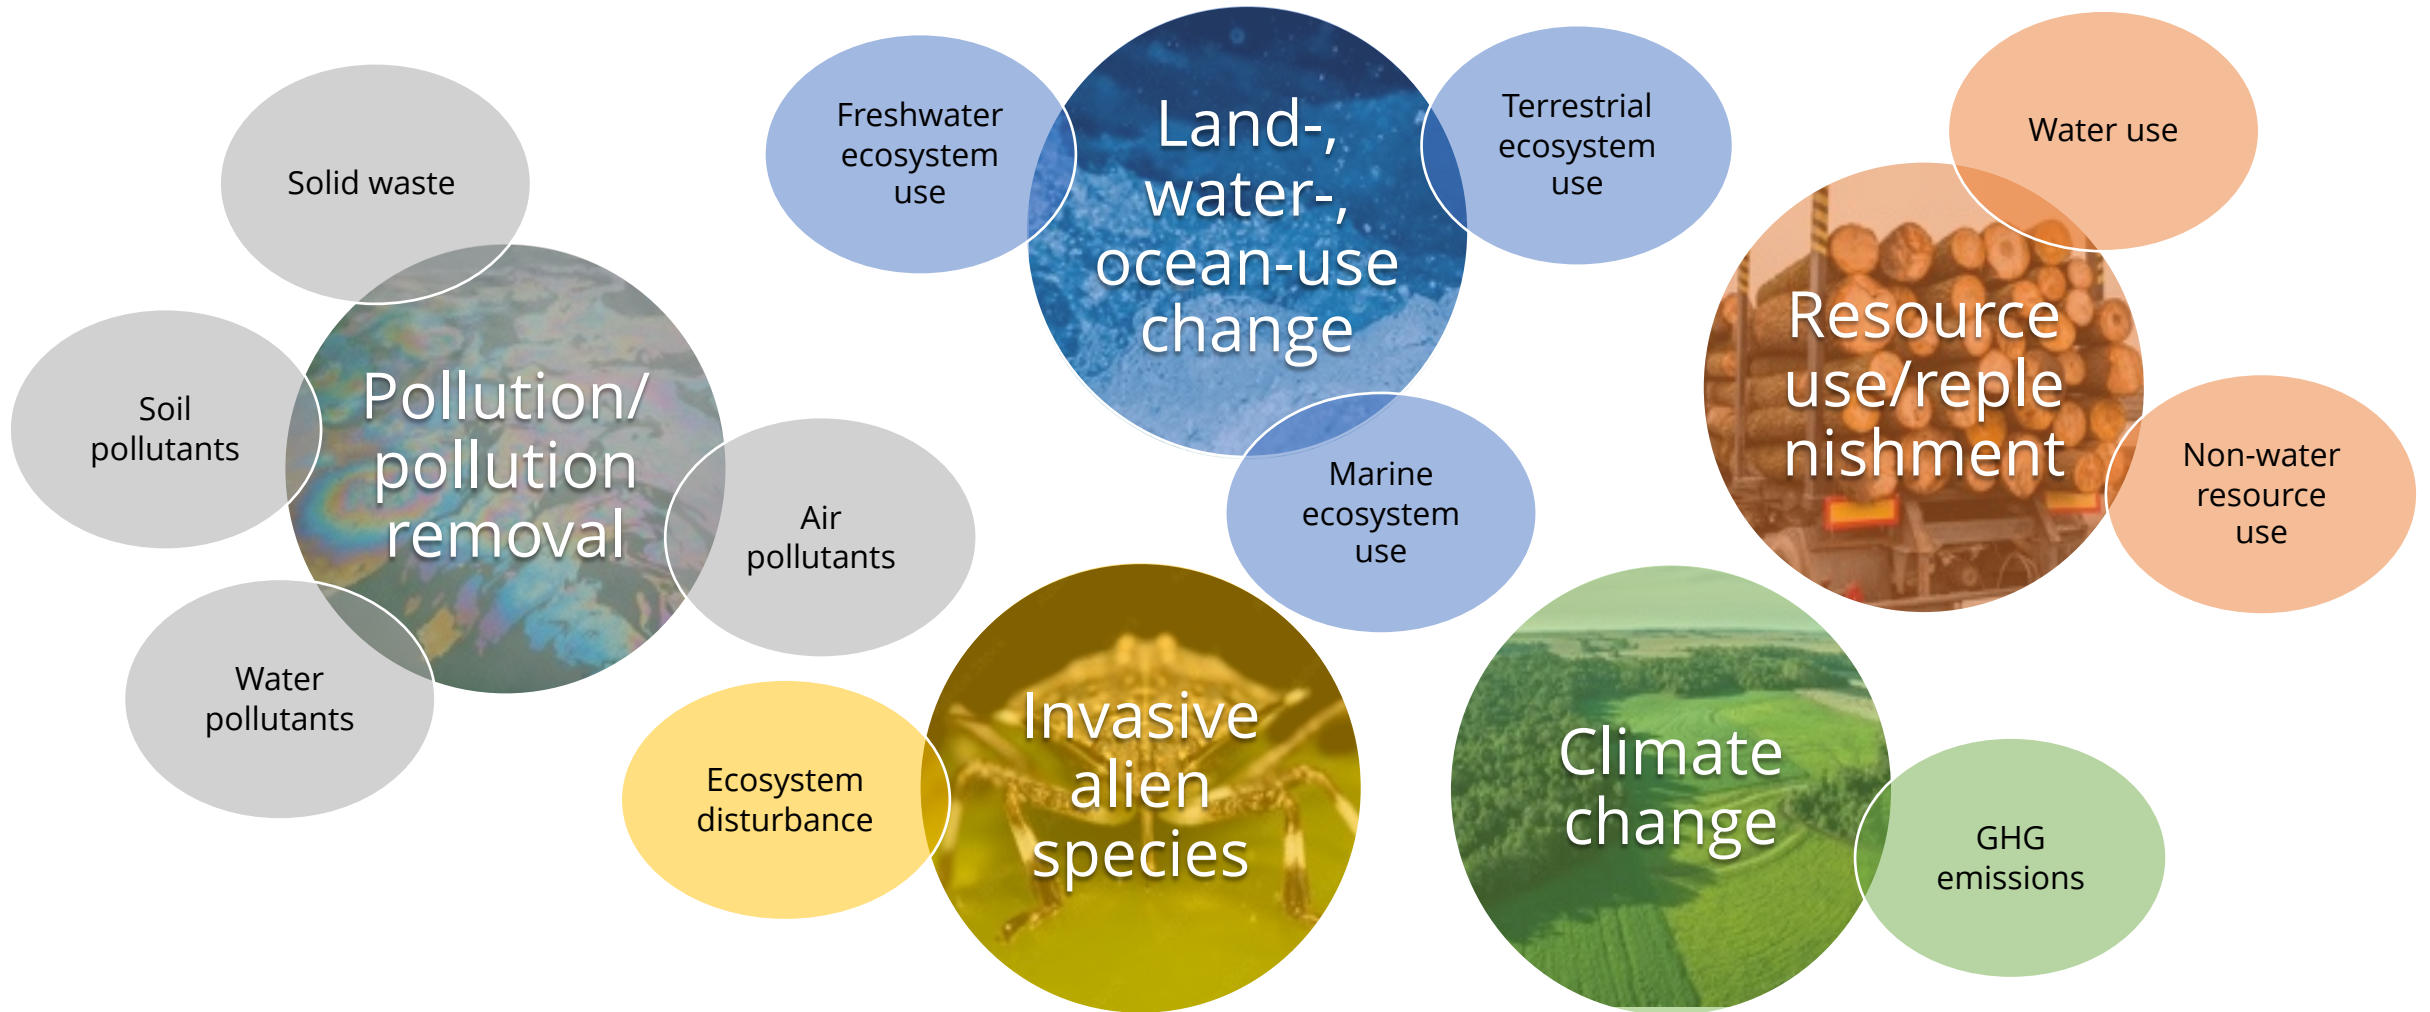 Solid waste
Soil
pollutants
Water
pollutants
Pollution/
pollution
removal
Air
pollutants
Freshwater
ecosystem
use
Land-,
water-,
ocean-use
change
Terrestrial
ecosystem
use
Marine
ecosystem
use
Ecosystem
disturbance
Invasive
alien
species
Climate
change
GHG
emissions
Water use
Resource
use/reple
nishment
Non-water
resource
use